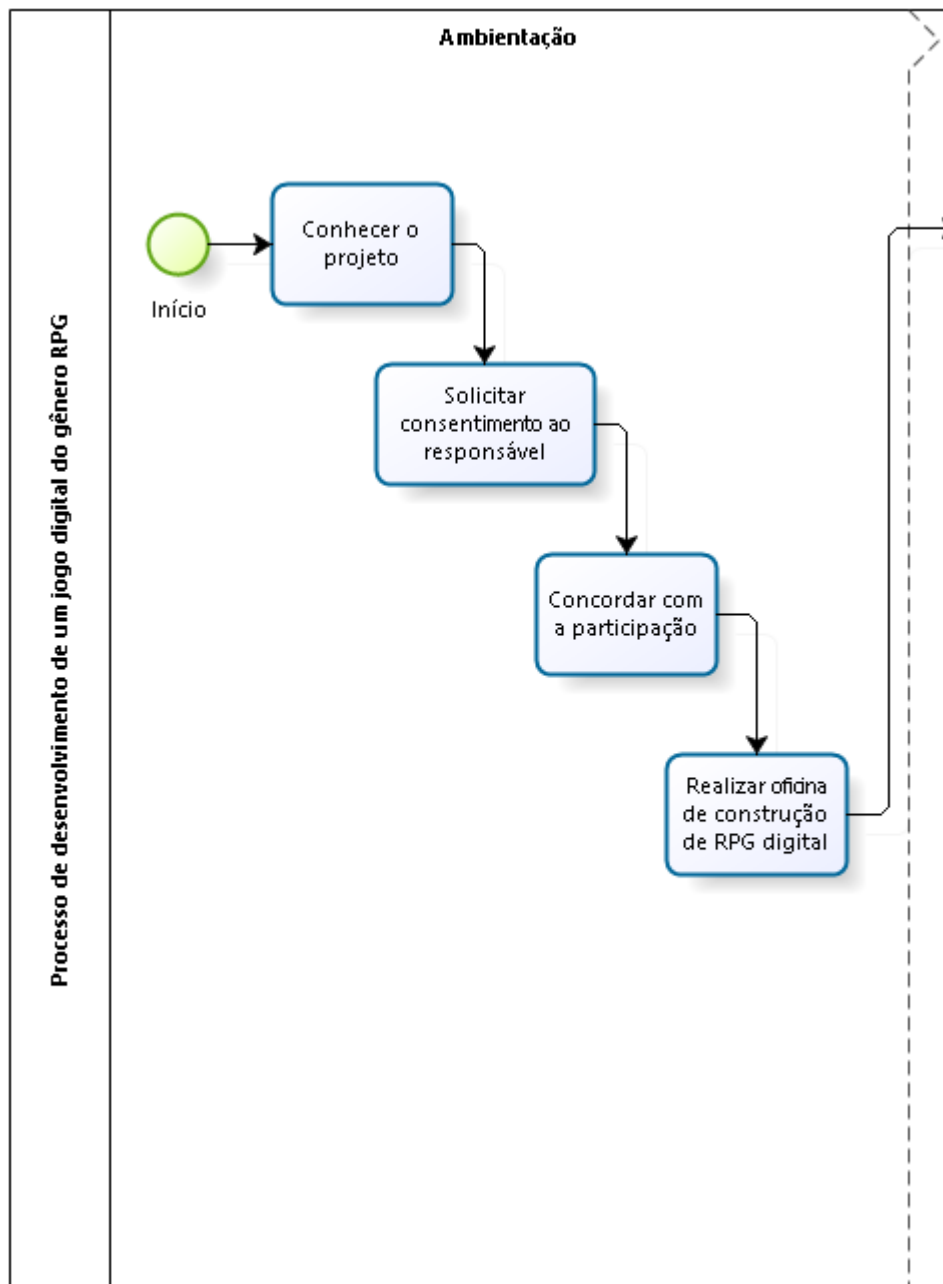 Ambientação
Processo de desenvolvimento de um jogo digital do gênero RPG
Início
Conhecer o
projeto
Solicitar
consentimento ao
responsável
Concordar com
a participação
Realizar oficina
de construção
de RPG digital